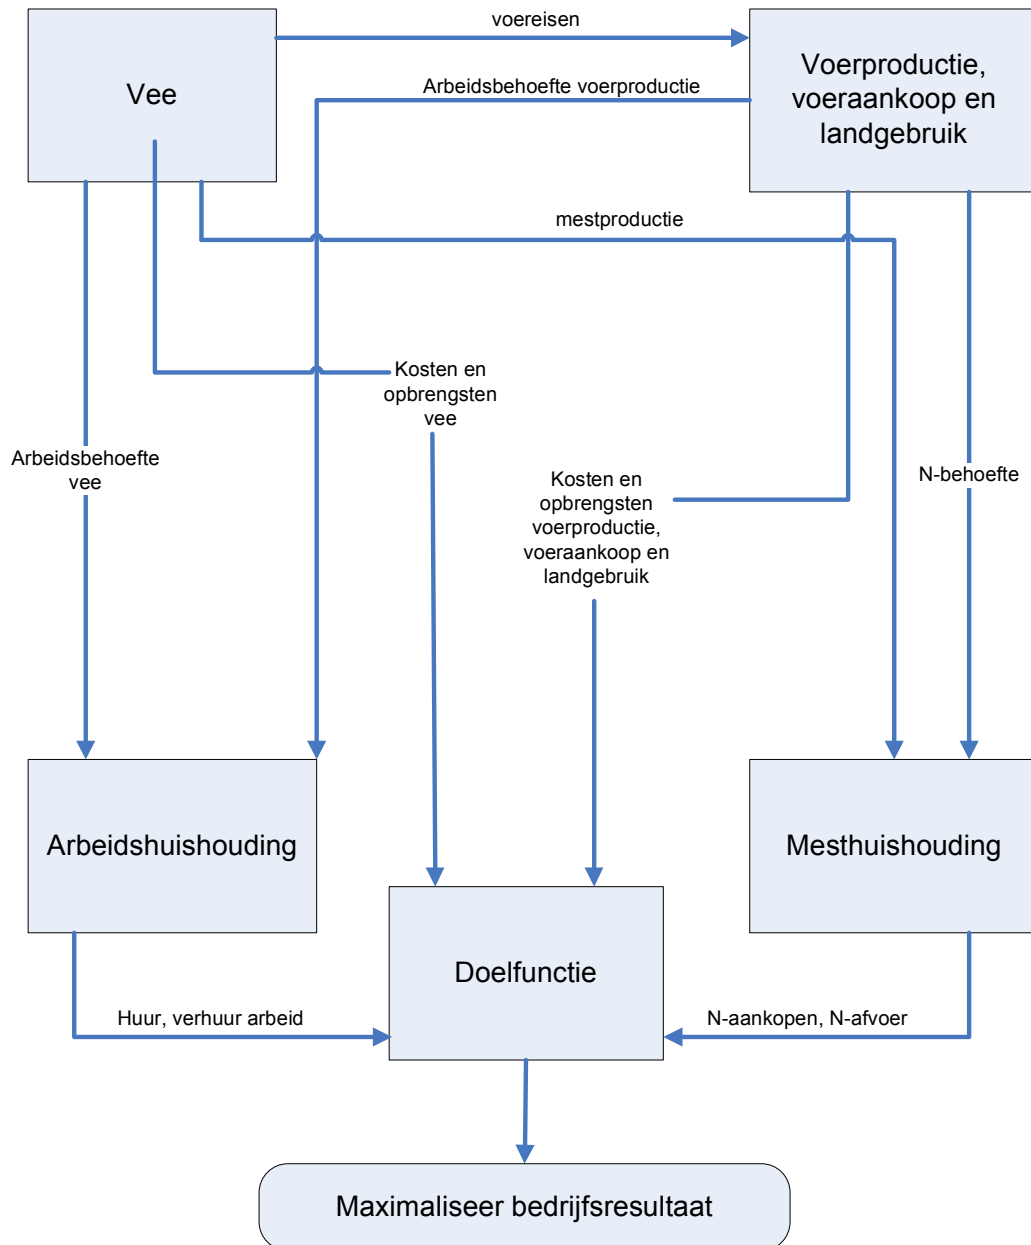 voereisen
Vee
Voerproductie,
voeraankoop en
landgebruik
Arbeidsbehoefte voerproductie
mestproductie
Kosten en
opbrengsten
vee
Arbeidsbehoefte
vee
Kosten en
opbrengsten
voerproductie,
voeraankoop en
landgebruik
N-behoefte
Arbeidshuishouding
Mesthuishouding
Doelfunctie
Huur, verhuur arbeid
N-aankopen, N-afvoer
Maximaliseer bedrijfsresultaat